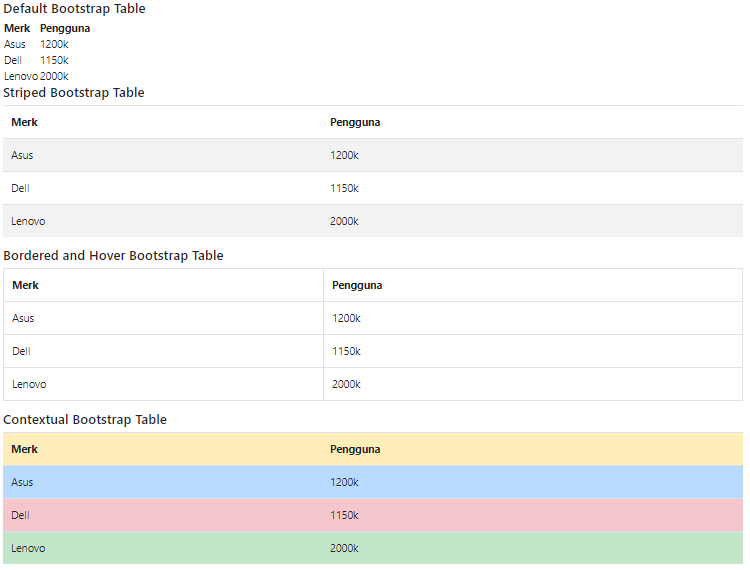 Default Bootstrap Table
Merk Pengguna
Asus 1200k
Dell 1150k
Lenovo 2000k
Striped Bootstrap Table
Merk Pengguna
Asus 1200k
Dell 1150k
Lenovo 2000k
Bordered and Hover Bootstrap Table
Merk Pengguna
Asus 1200k
Dell 1150k
Lenovo 2000k
Contextual Bootstrap Table
Merk Pengguna
Asus 1200k
Dell 1150k
Lenovo 2000k